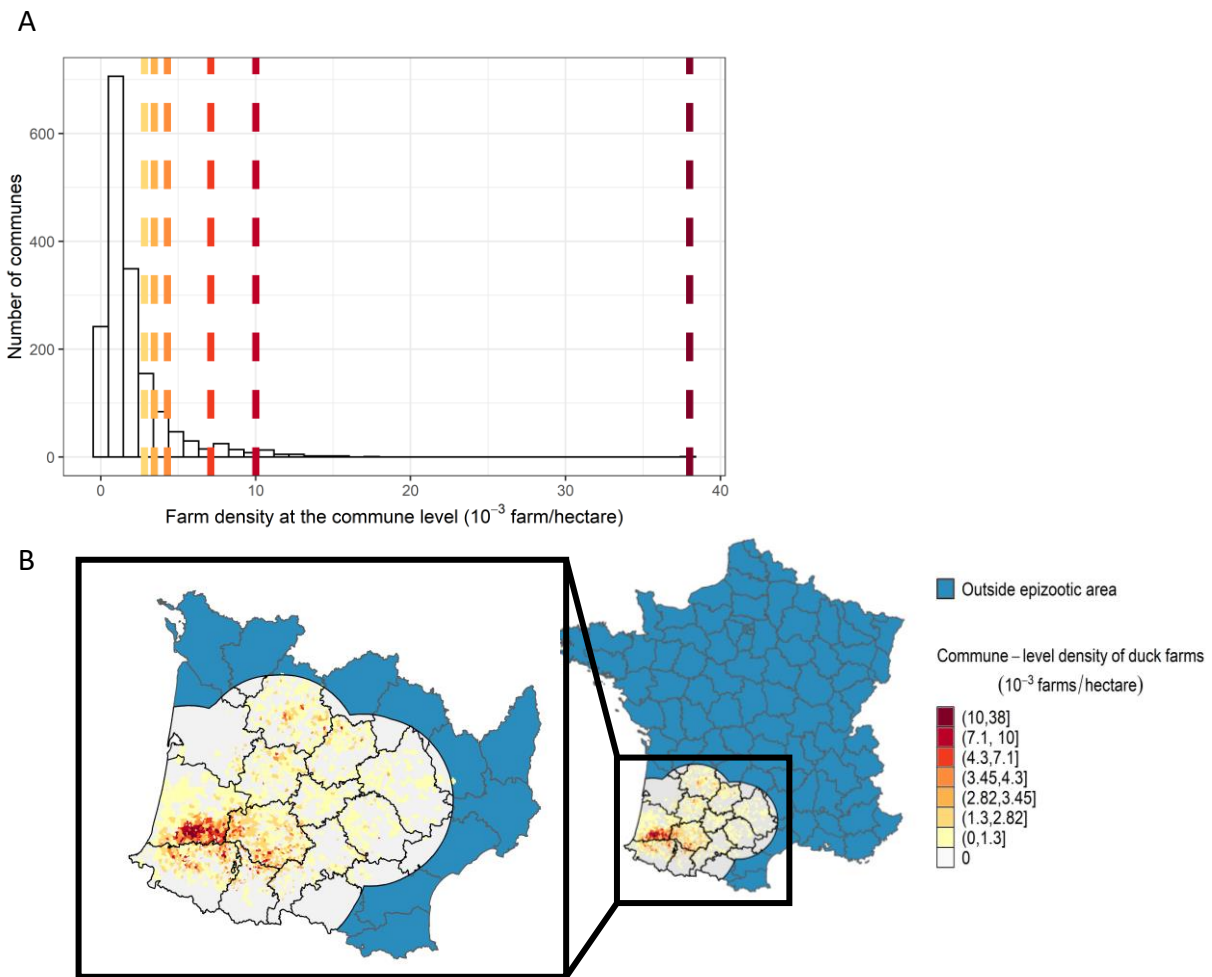 A
600
400
200
0
Number of communes
0 10 20 30 40
Farm density at the commune level (10⁻³ farm/hectare)
B
Outside epizootic area
Commune – level density of duck farms
(10⁻³ farms/hectare)
(10,38]
(7.1, 10]
(4.3,7.1]
(3.45,4.3]
(2.82,3.45]
(1.3,2.82]
(0,1.3]
0